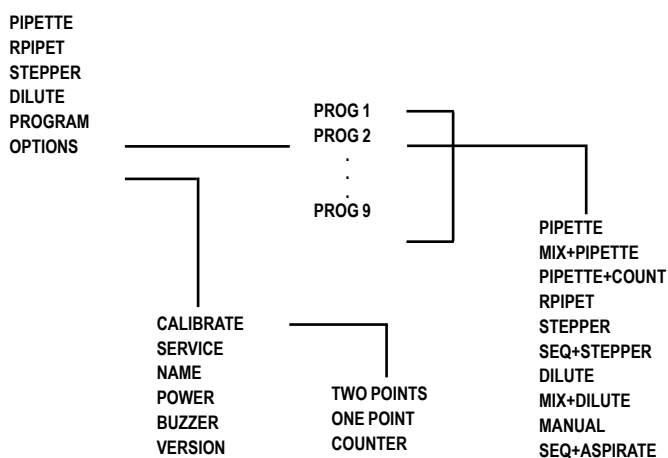 PIPETTE
RPIPET
STEPPER
DILUTE
PROGRAM
OPTIONS
PROG 1
PROG 2
.
.
.
PROG 9
PIPETTE
MIX+PIPETTE
PIPETTE+COUNT
RPIPET
STEPPER
SEQ+STEPPER
DILUTE
MIX+DILUTE
MANUAL
SEQ+ASPIRATE
CALIBRATE
SERVICE
NAME
POWER
BUZZER
VERSION
TWO POINTS
ONE POINT
COUNTER